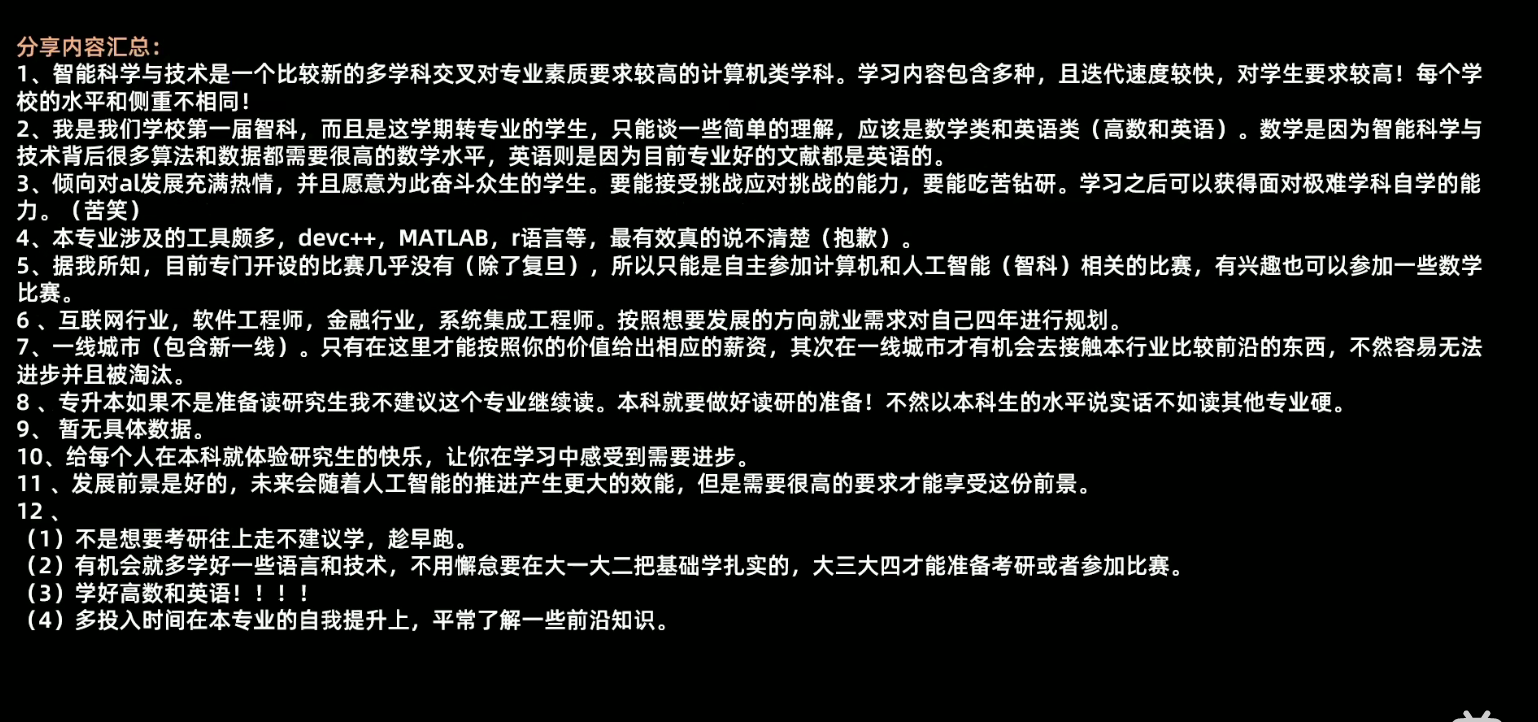 分享内容汇总：
1、智能科学与技术是一个比较新的多学科交叉对专业素质要求较高的计算机类学科。学习内容包含多种，且迭代速度较快，对学生要求较高！每个学
校的水平和侧重不相同！
2、我是我们学校第一届智科，而且是这学期转专业的学生，只能谈一些简单的理解，应该是数学类和英语类（高数和英语）。数学是因为智能科学与
技术背后很多算法和数据都需要很高的数学水平，英语则是因为目前专业好的文献都是英语的。
3、倾向对al发展充满热情，并且愿意为此奋斗众生的学生。要能接受挑战应对挑战的能力，要能吃苦钻研。学习之后可以获得面对极难学科自学的能
力。（苦笑）
4、本专业涉及的工具颇多，devc++，MATLAB，r语言等，最有效真的说不清楚（抱歉）。
5、据我所知，目前专门开设的比赛几乎没有（除了复旦），所以只能是自主参加计算机和人工智能（智科）相关的比赛，有兴趣也可以参加一些数学
比赛。
6 、互联网行业，软件工程师，金融行业，系统集成工程师。按照想要发展的方向就业需求对自己四年进行规划。
7、一线城市（包含新一线）。只有在这里才能按照你的价值给出相应的薪资，其次在一线城市才有机会去接触本行业比较前沿的东西，不然容易无法
进步并且被淘汰。
8 、专升本如果不是准备读研究生我不建议这个专业继续读。本科就要做好读研的准备！不然以本科生的水平说实话不如读其他专业硬。
9、 暂无具体数据。
10、给每个人在本科就体验研究生的快乐，让你在学习中感受到需要进步。
11 、发展前景是好的，未来会随着人工智能的推进产生更大的效能，但是需要很高的要求才能享受这份前景。
12 、
（1）不是想要考研往上走不建议学，趁早跑。
（2）有机会就多学好一些语言和技术，不用懈怠要在大一大二把基础学扎实的，大三大四才能准备考研或者参加比赛。
（3）学好高数和英语！！！！
（4）多投入时间在本专业的自我提升上，平常了解一些前沿知识。